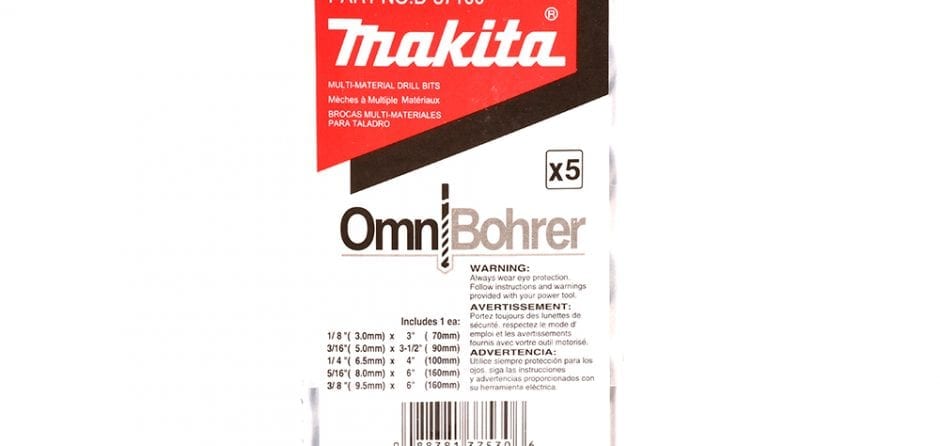 Makita®
MULTI-MATERIAL DRILL BITS
Mèches à Multiple Matériaux
BROCAS MULTI-MATERIALES
PARA TALADRO
x5
OmniBohrer
WARNING:
Always wear eye protection.
Follow instructions and warnings
provided with your power tool.
AVERTISSEMENT:
Portez toujours des lunettes de
sécurité, respectez le mode d'
emploi et les avertissements
fournis avec vortre outil motorisé.
ADVERTENCIA:
Utilice siempre protección para los
ojos, siga las instrucciones
y advertencias proporcionados con
su herramienta eléctrica.
Includes 1 ea:
1/8"( 3.0mm) x 3" (70mm)
3/16"( 5.0mm) x 3-1/2" ( 90mm)
1/4"( 6.5mm) x 4" (100mm)
5/16"( 8.0mm) x 6" (160mm)
3/8"( 9.5mm) x 6" (160mm)